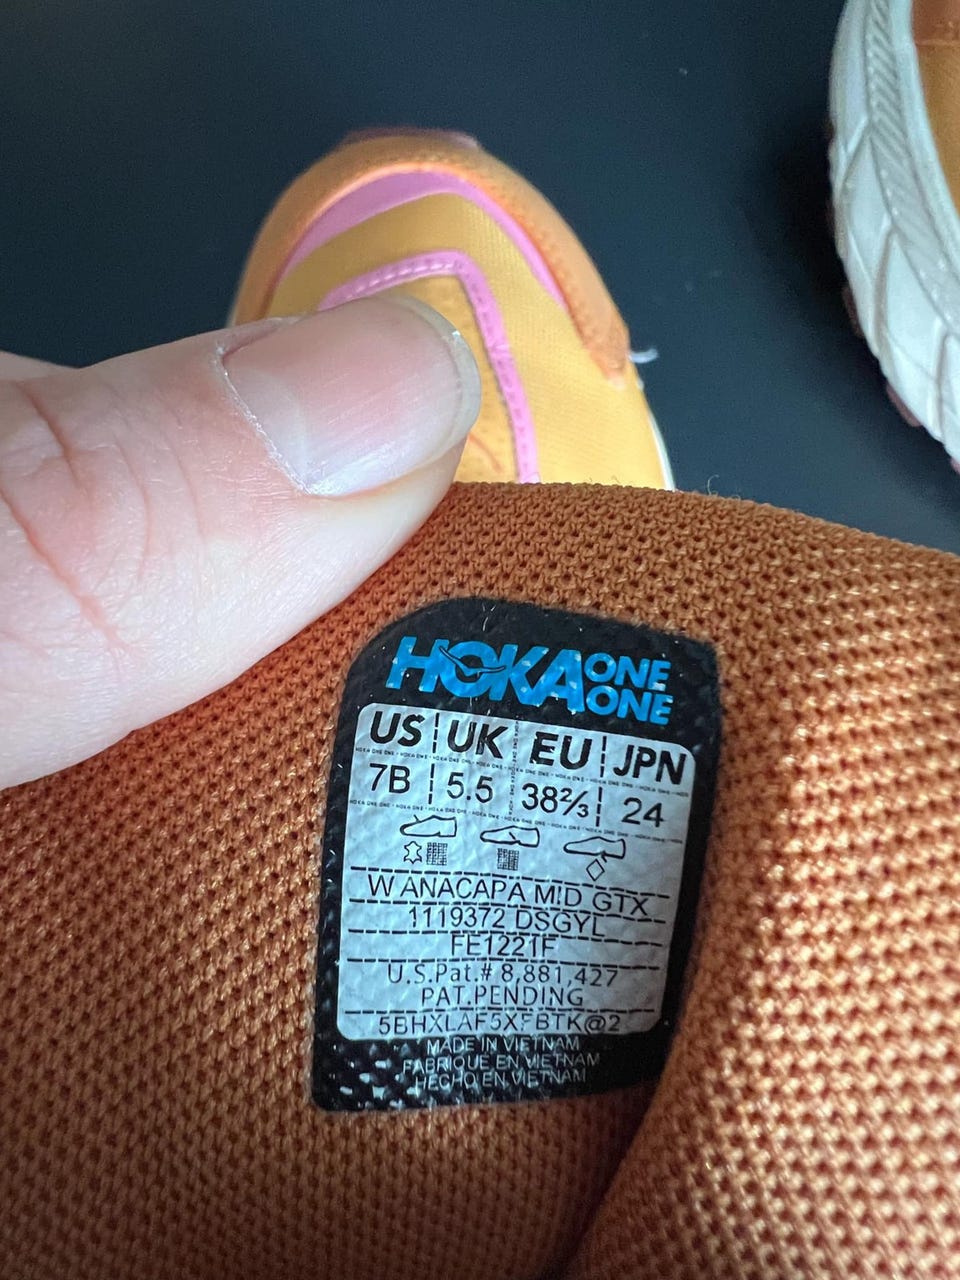 HOKA ONE ONE
US UK EU JPN
7B 5.5 38⅔ 24
W ANACAPA MID GTX
1119372 DSGYL
FE1221F
U.S.Pat.# 8,881,427
PAT.PENDING
5BHXLAF5XFBTK@2
MADE IN VIETNAM
FABRIQUE EN VIETNAM
HECHO EN VIETNAM